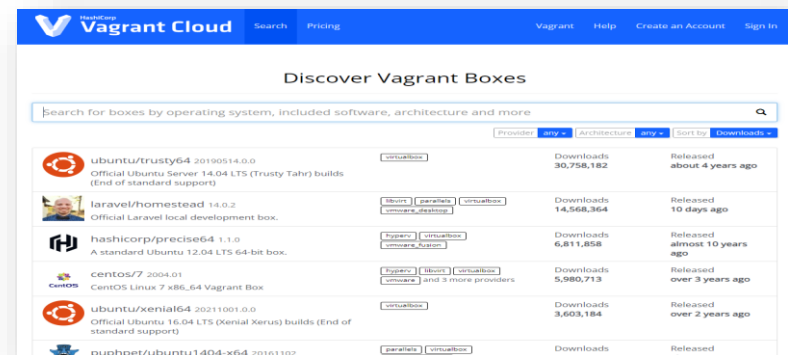 HashiCorp
Vagrant Cloud Search Pricing Vagrant Help Create an Account Sign In
Discover Vagrant Boxes
Search for boxes by operating system, included software, architecture and more
Provider any Architecture any Sort by Downloads
ubuntu/trusty64 20190514.0.0 virtualbox Downloads Released
Official Ubuntu Server 14.04 LTS (Trusty Tahr) builds 30,758,182 about 4 years ago
(End of standard support)
laravel/homestead 14.0.2 libvirt parallels virtualbox Downloads Released
Official Laravel local development box. vmware_desktop 14,568,364 10 days ago
hashicorp/precise64 1.1.0 hyperv virtualbox Downloads Released
A standard Ubuntu 12.04 LTS 64-bit box. vmware_fusion 6,811,858 almost 10 years
ago
centos/7 2004.01 hyperv libvirt virtualbox Downloads Released
CentOS CentOS Linux 7 x86_64 Vagrant Box vmware and 3 more providers 5,980,713 over 3 years ago
ubuntu/xenial64 20211001.0.0 virtualbox Downloads Released
Official Ubuntu 16.04 LTS (Xenial Xerus) builds (End of 3,603,184 over 2 years ago
standard support)
puphpet/ubuntu1404-x64 20161102 parallels virtualbox Downloads Released